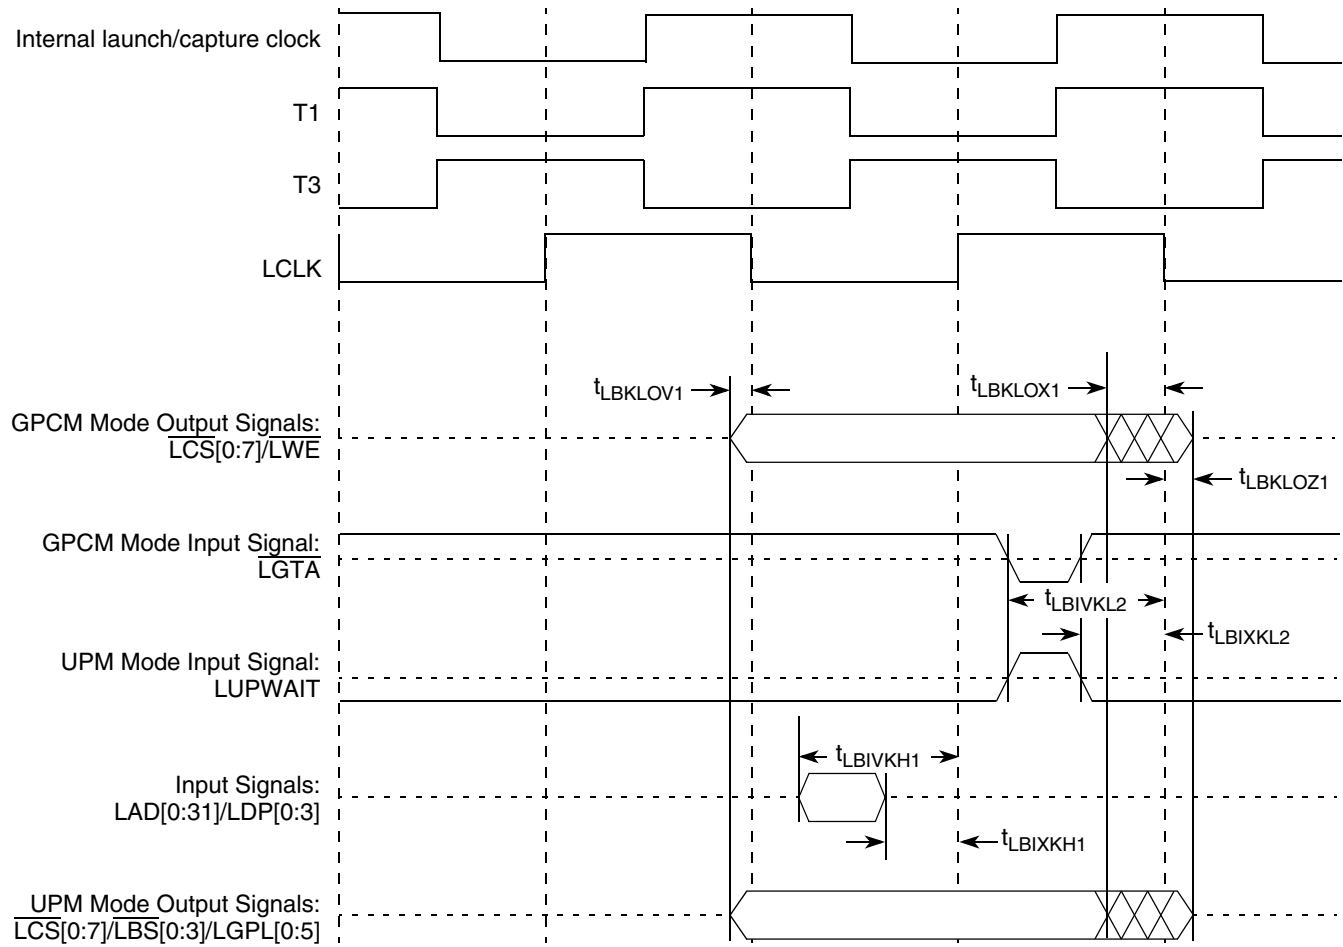 Internal launch/capture clock
T1
T3
LCLK
tLBKLOV1
tLBKLOX1
GPCM Mode Output Signals:
LCS[0:7]/LWE
tLBKLOZ1
GPCM Mode Input Signal:
LGTA
tLBIVKL2
tLBIXKL2
UPM Mode Input Signal:
LUPWAIT
tLBIVKH1
Input Signals:
LAD[0:31]/LDP[0:3]
tLBIXKH1
UPM Mode Output Signals:
LCS[0:7]/LBS[0:3]/LGPL[0:5]